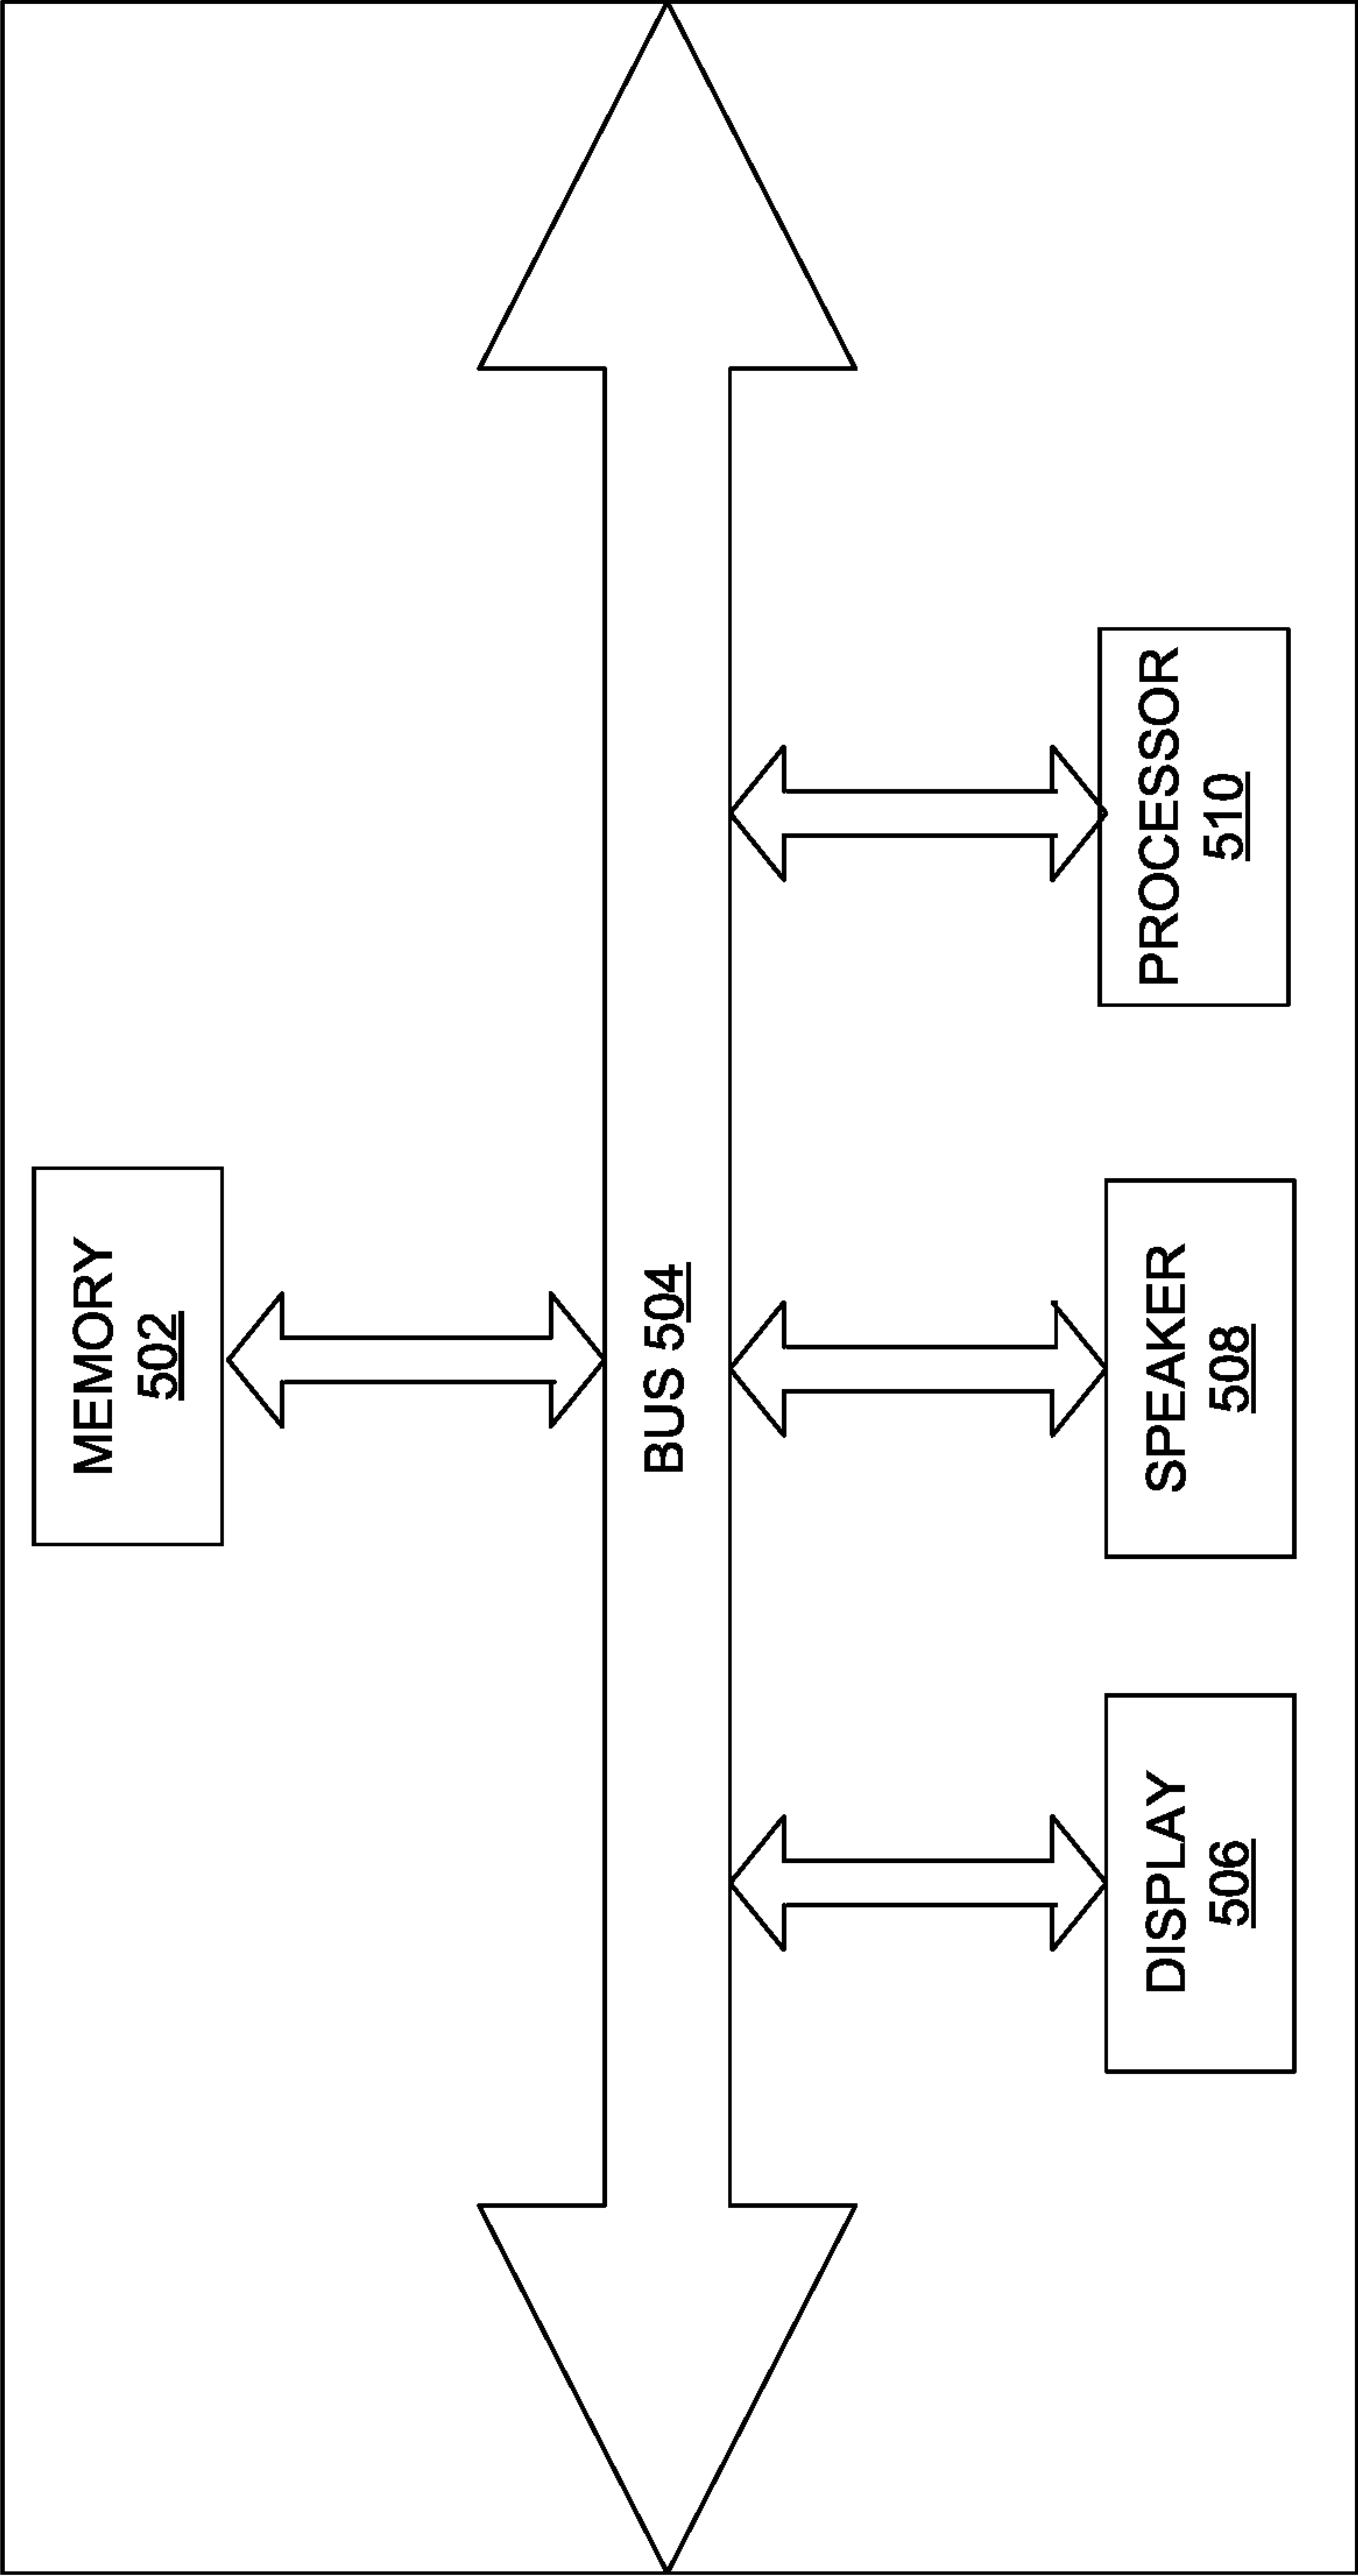 MEMORY
502
BUS 504
DISPLAY
506
SPEAKER
508
PROCESSOR
510